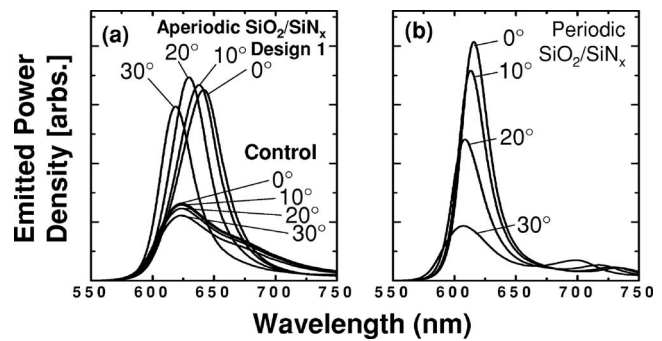 (a) Aperiodic SiO2/SiNx
Design 1
20°
10°
0°
30°
Control
0°
10°
20°
30°
(b) Periodic
SiO2/SiNx
0°
10°
20°
30°
Emitted Power
Density [arbs.]
550 600 650 700 750
550 600 650 700 750
Wavelength (nm)